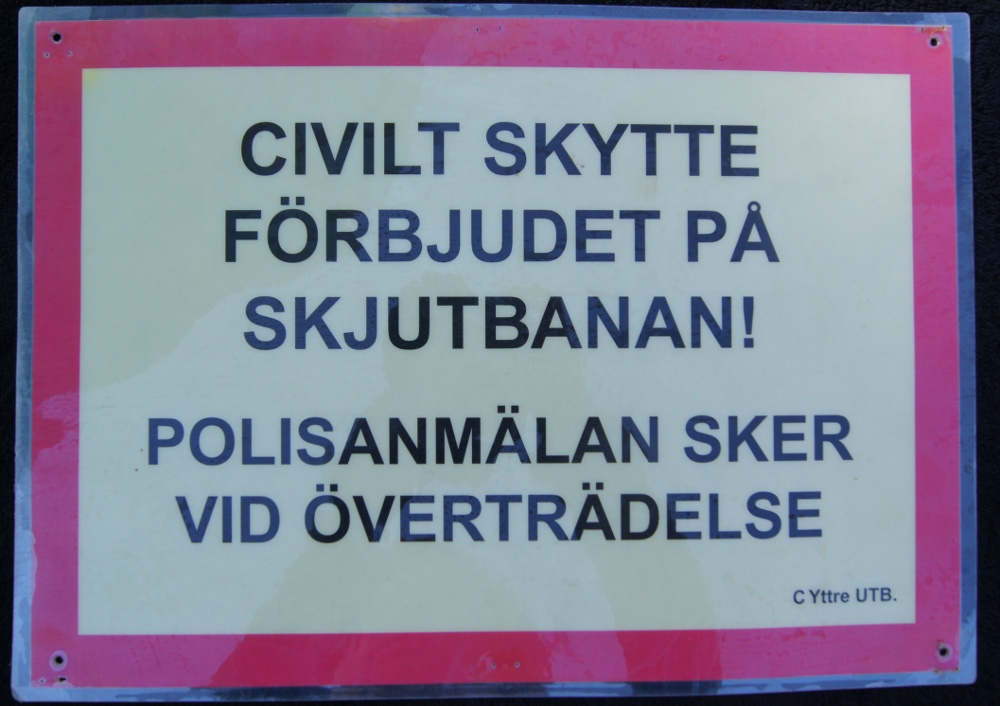 CIVILT SKYTTE
FÖRBJUDET PÅ
SKJUTBANAN!
POLISANMÄLAN SKER
VID ÖVERTRÄDELSE
C Yttre UTB.